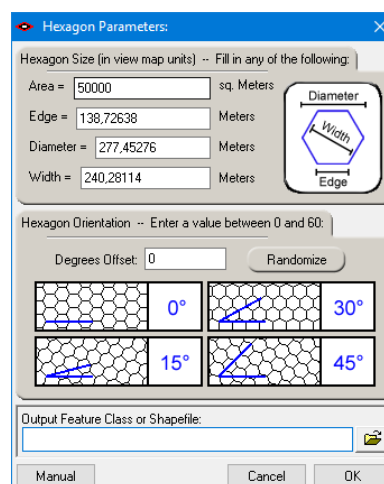 Hexagon Parameters:
Hexagon Size (in view map units) -- Fill in any of the following:
Area = 50000 sq. Meters
Edge = 138,72638 Meters
Diameter = 277,45276 Meters
Width = 240,28114 Meters
Diameter
Width
Edge
Hexagon Orientation -- Enter a value between 0 and 60:
Degrees Offset: 0 Randomize
0° 30°
15° 45°
Output Feature Class or Shapefile:
Manual Cancel OK